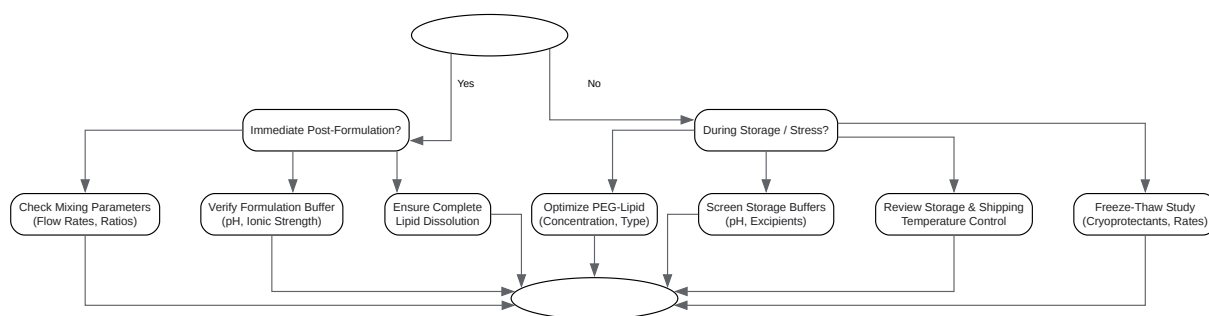 Yes
No
Immediate Post-Formulation?
During Storage / Stress?
Check Mixing Parameters
(Flow Rates, Ratios)
Verify Formulation Buffer
(pH, Ionic Strength)
Ensure Complete
Lipid Dissolution
Optimize PEG-Lipid
(Concentration, Type)
Screen Storage Buffers
(pH, Excipients)
Review Storage & Shipping
Temperature Control
Freeze-Thaw Study
(Cryoprotectants, Rates)